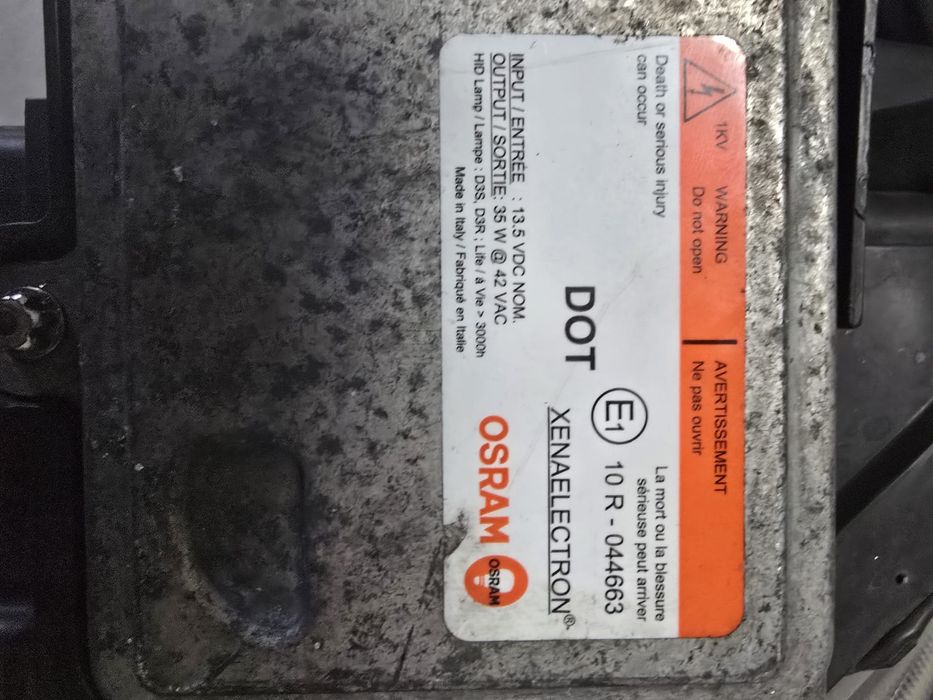 1KV
WARNING
Do not open
AVERTISSEMENT
Ne pas ouvrir
Death or serious injury
can occur
La mort ou la blessure
sérieuse peut arriver
DOT
E1
10 R - 044663
XENAELECTRON®
INPUT / ENTRÉE : 13.5 VDC NOM.
OUTPUT / SORTIE: 35 W @ 42 VAC
HID Lamp / Lampe : D3S, D3R ; Life / à Vie > 3000h
Made in Italy / Fabriqué en Italie
OSRAM
OSRAM